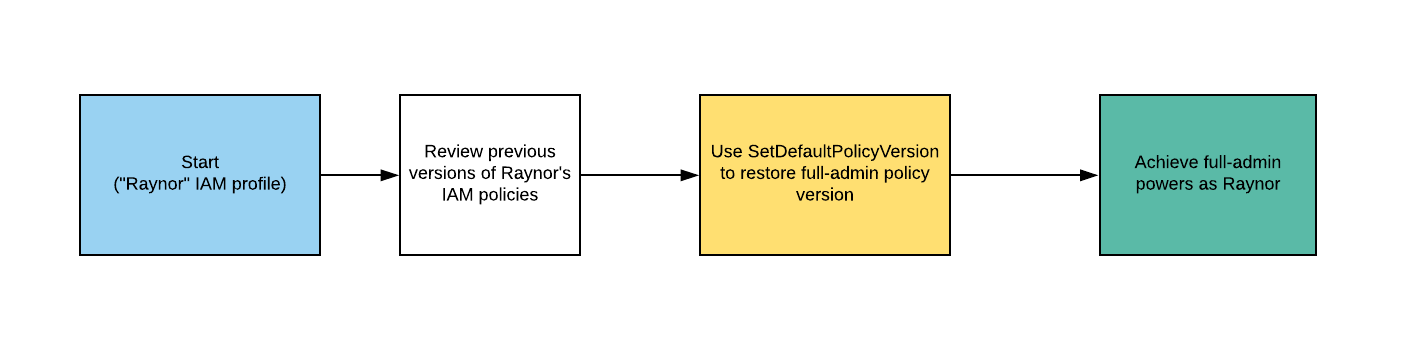 Start
("Raynor" IAM profile)
Review previous
versions of Raynor's
IAM policies
Use SetDefaultPolicyVersion
to restore full-admin policy
version
Achieve full-admin
powers as Raynor